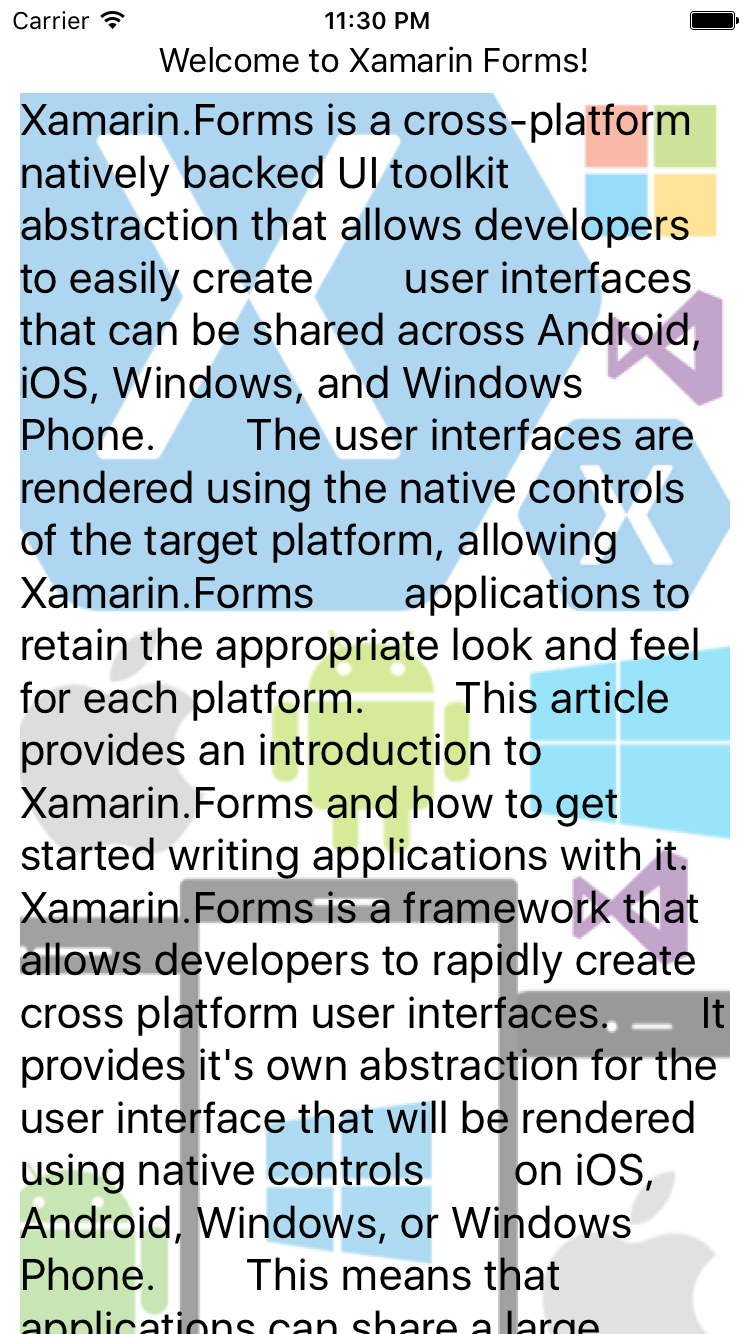 Carrier 11:30 PM
Welcome to Xamarin Forms!
Xamarin.Forms is a cross-platform
natively backed UI toolkit
abstraction that allows developers
to easily create        user interfaces
that can be shared across Android,
iOS, Windows, and Windows
Phone.        The user interfaces are
rendered using the native controls
of the target platform, allowing
Xamarin.Forms        applications to
retain the appropriate look and feel
for each platform.        This article
provides an introduction to
Xamarin.Forms and how to get
started writing applications with it.
Xamarin.Forms is a framework that
allows developers to rapidly create
cross platform user interfaces.        It
provides it's own abstraction for the
user interface that will be rendered
using native controls        on iOS,
Android, Windows, or Windows
Phone.        This means that
applications can share a large